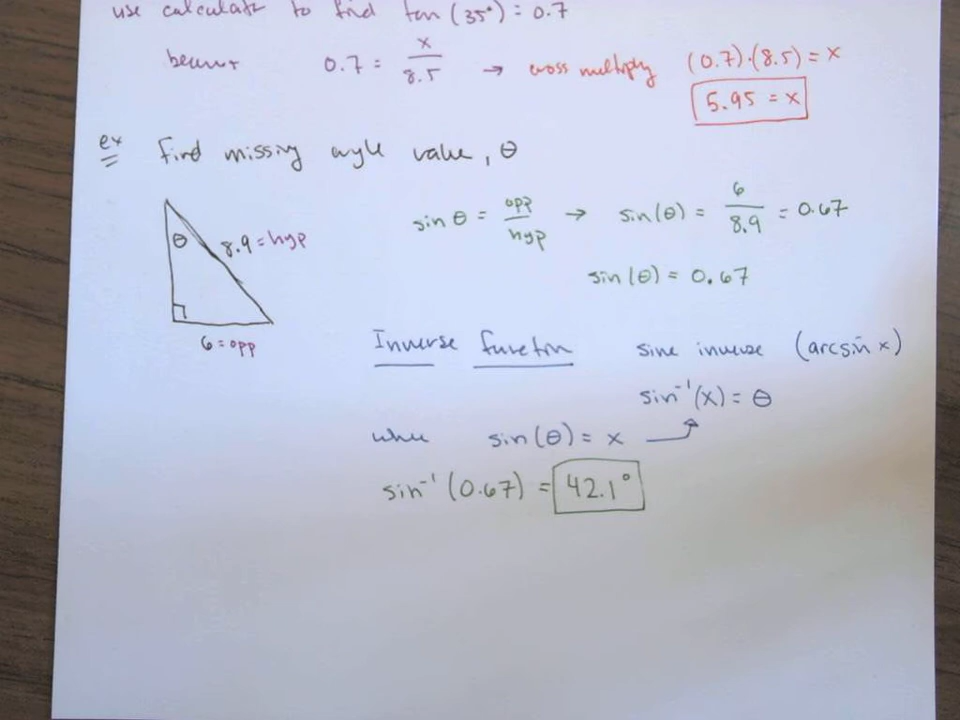 use calculator to find tan (35°) = 0.7
0.7 = x/8.5 → cross multiply (0.7)·(8.5) = x
5.95 = x
ex Find missing angle value, θ
sin θ = opp/hyp → sin(θ) = 6/8.9 = 0.67
θ 8.9 = hyp
sin(θ) = 0.67
6 = opp
Inverse function sine inverse (arcsin x)
sin⁻¹(x) = θ
where sin(θ) = x
sin⁻¹ (0.67) = 42.1°